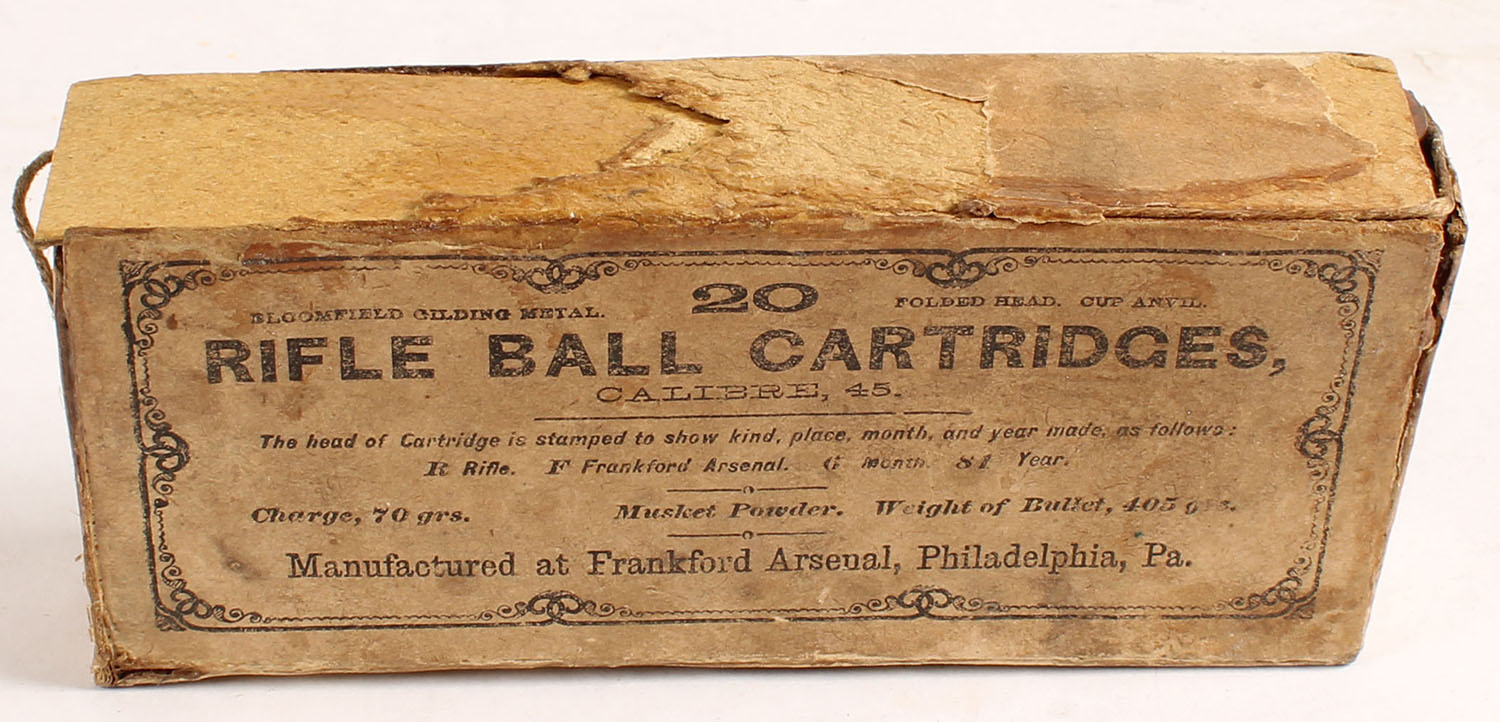 20
BLOOMFIELD GILDING METAL. FOLDED HEAD. CUP ANVIL.
RIFLE BALL CARTRIDGES,
CALIBRE, 45.
The head of Cartridge is stamped to show kind, place, month, and year made, as follows:
R Rifle. F Frankford Arsenal. Month. 81 Year.
Charge, 70 grs. Musket Powder. Weight of Bullet, 405 grs.
Manufactured at Frankford Arsenal, Philadelphia, Pa.